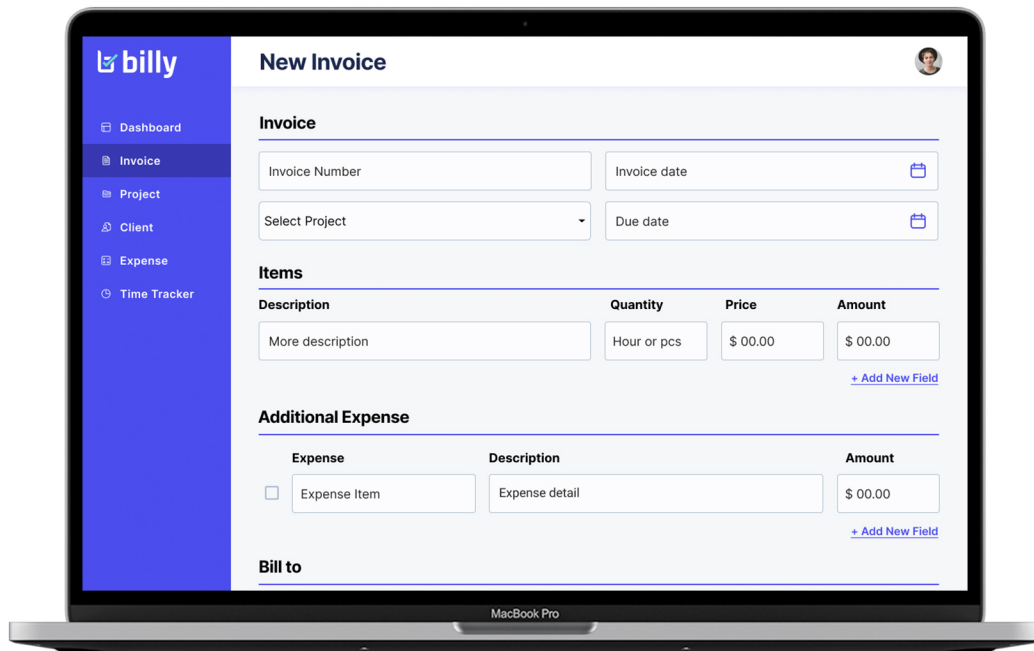 billy
New Invoice
Dashboard
Invoice
Project
Client
Expense
Time Tracker
Invoice
Invoice Number
Invoice date
Select Project
Due date
Items
Description Quantity Price Amount
More description
Hour or pcs
$ 00.00
$ 00.00
+ Add New Field
Additional Expense
Expense Description Amount
Expense Item
Expense detail
$ 00.00
+ Add New Field
Bill to
MacBook Pro